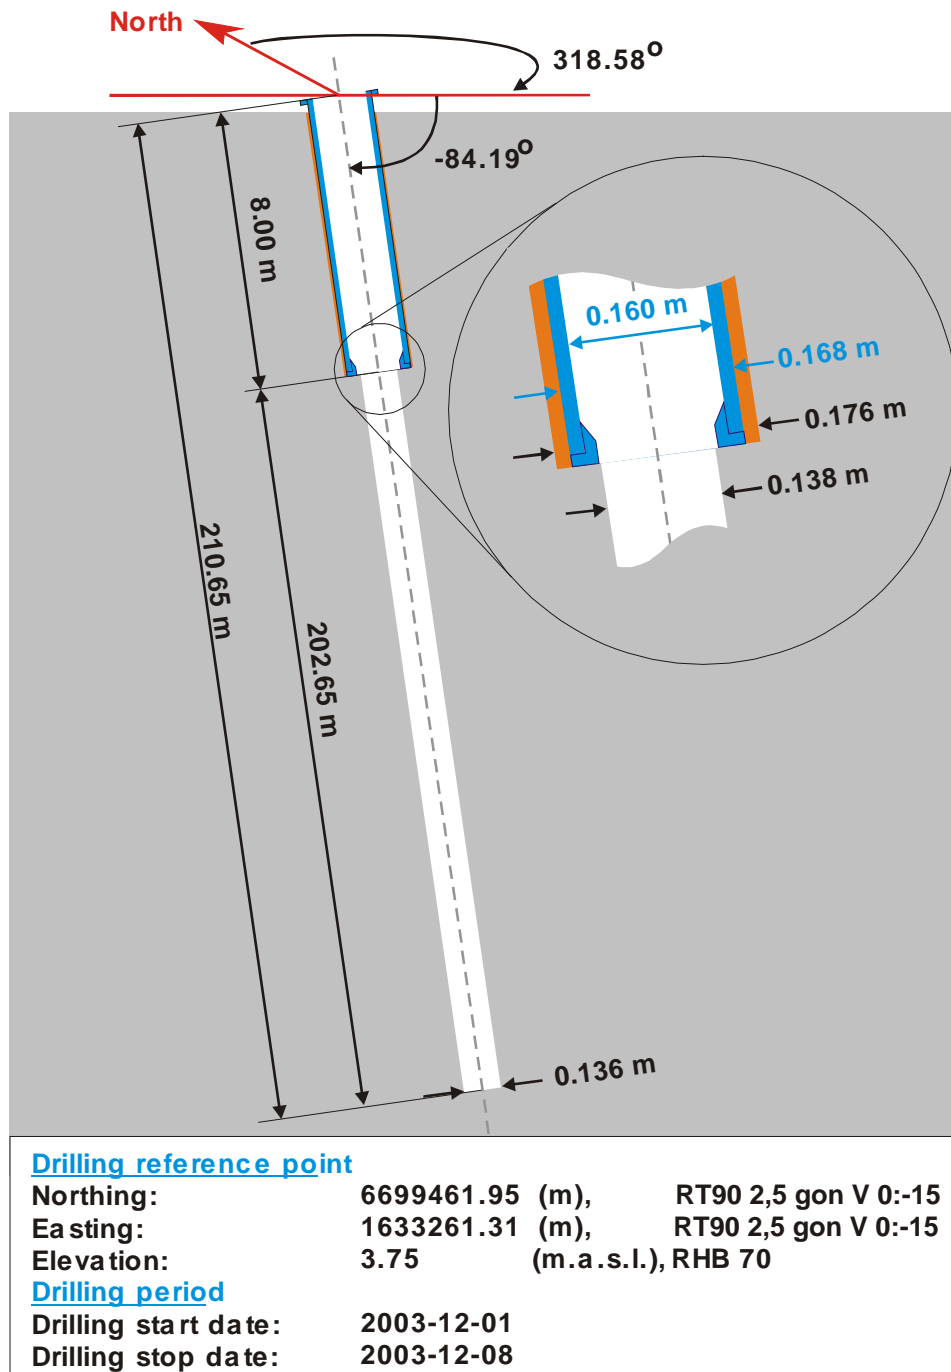 North
318.58°
-84.19°
8.00 m
0.160 m
0.168 m
0.176 m
0.138 m
210.65 m
202.65 m
0.136 m
Drilling reference point
Northing: 6699461.95 (m), RT90 2,5 gon V 0:-15
Easting: 1633261.31 (m), RT90 2,5 gon V 0:-15
Elevation: 3.75 (m.a.s.l.), RHB 70
Drilling period
Drilling start date: 2003-12-01
Drilling stop date: 2003-12-08